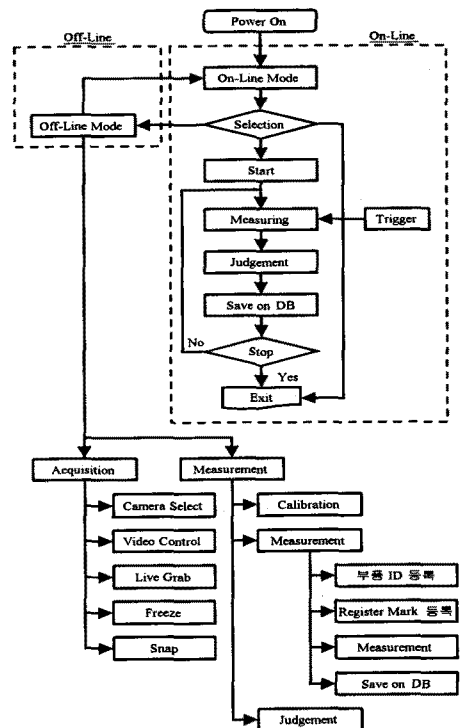 Power On
Off-Line
On-Line
On-Line Mode
Off-Line Mode
Selection
Start
Measuring
Trigger
Judgement
Save on DB
No
Stop
Yes
Exit
Acquisition
Measurement
Camera Select
Calibration
Video Control
Measurement
Live Grab
부품 ID 등록
Freeze
Register Mark 등록
Snap
Measurement
Save on DB
Judgement